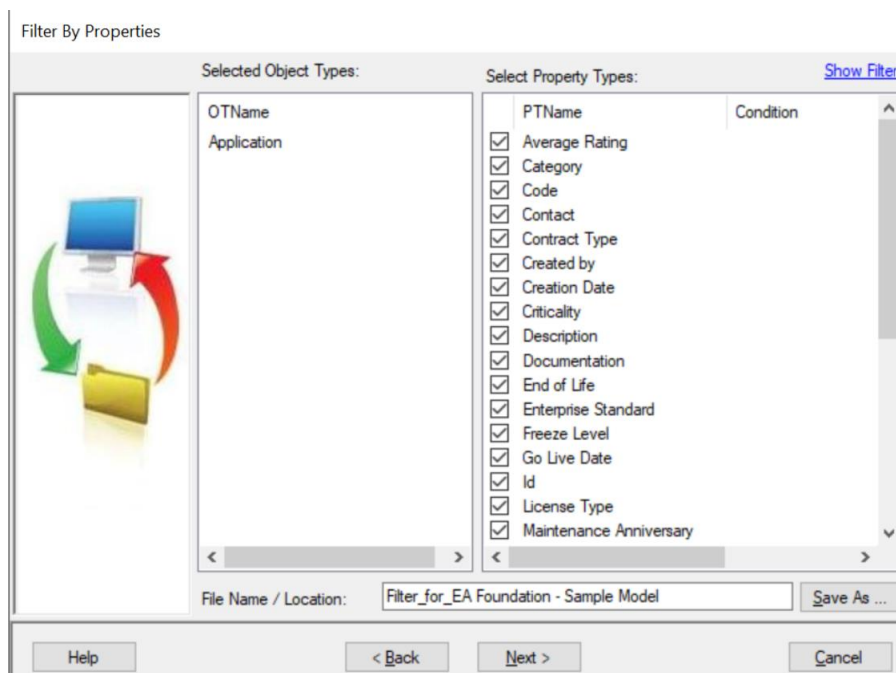 Filter By Properties
Selected Object Types:
Select Property Types:
Show Filter
OTName
Application
PTName Condition
Average Rating
Category
Code
Contact
Contract Type
Created by
Creation Date
Criticality
Description
Documentation
End of Life
Enterprise Standard
Freeze Level
Go Live Date
Id
License Type
Maintenance Anniversary
File Name / Location: Filter_for_EA Foundation - Sample Model Save As ...
Help < Back Next > Cancel